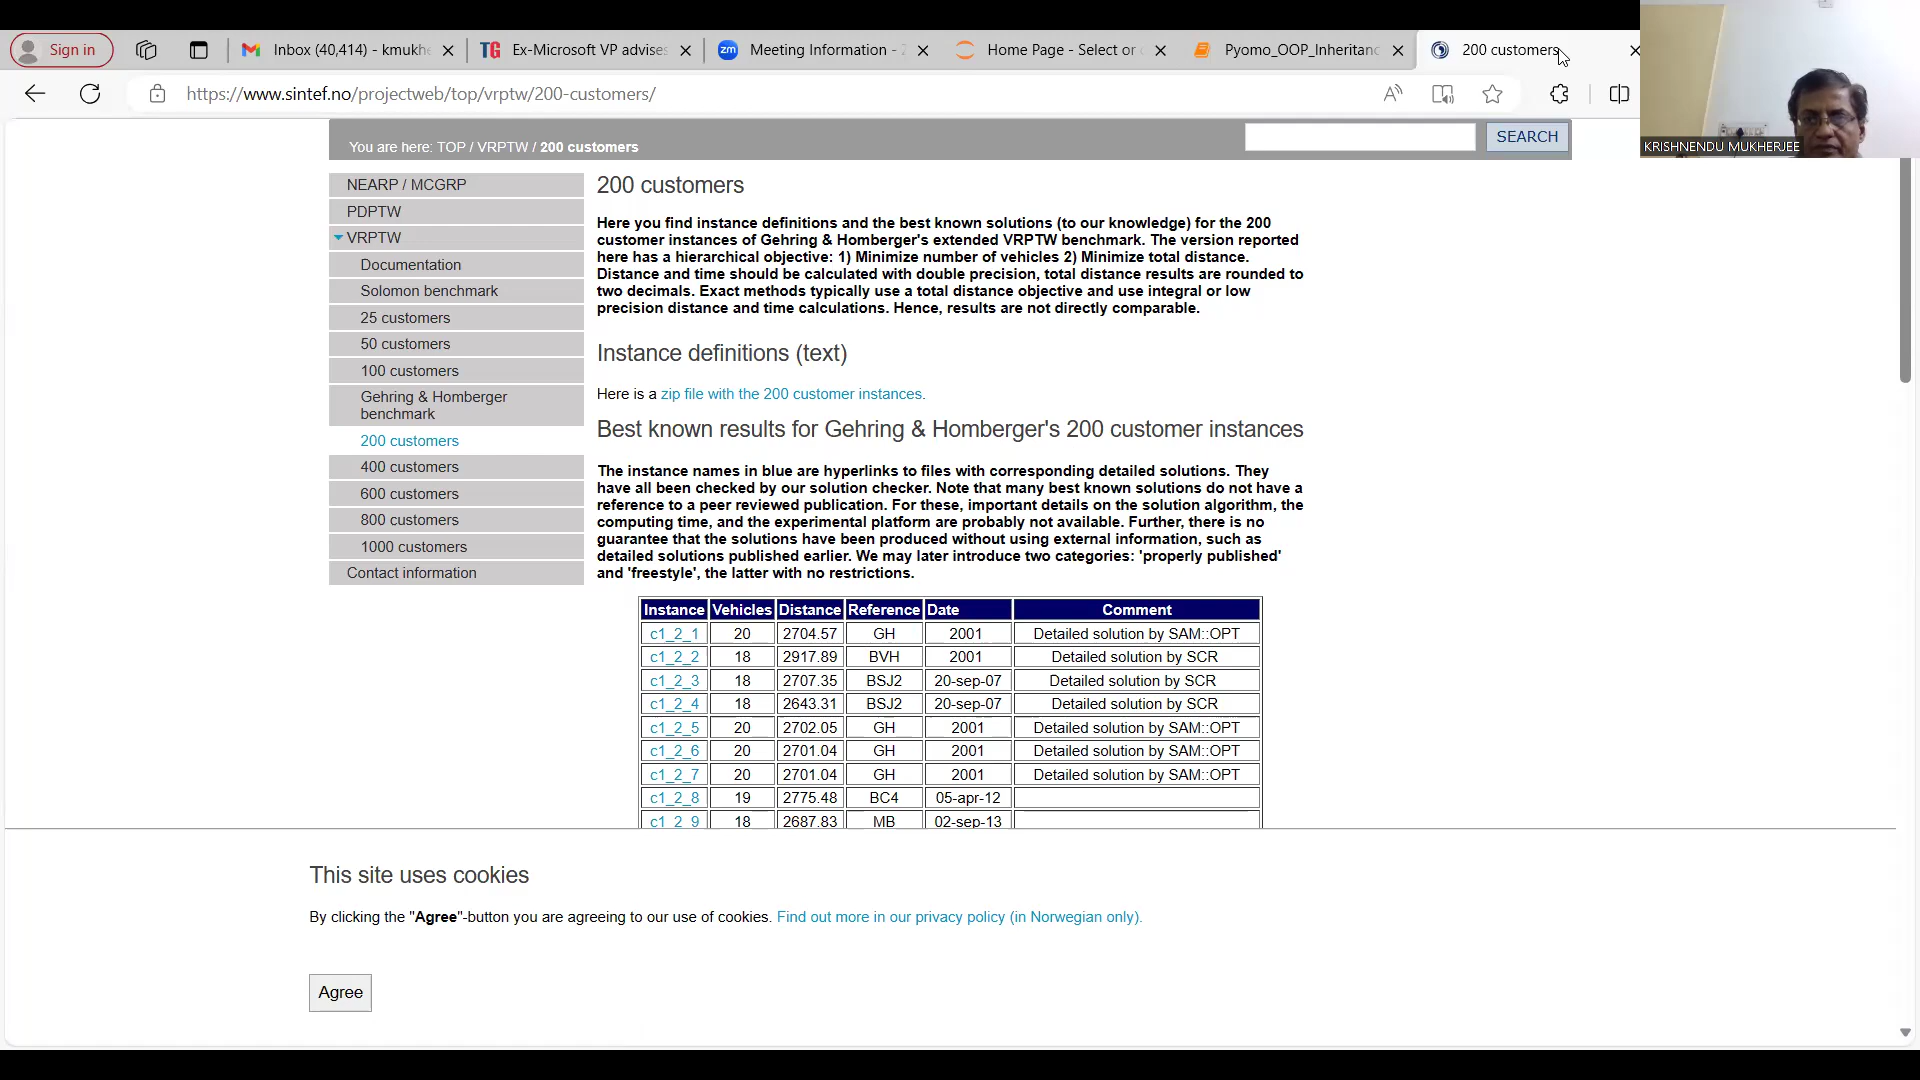 Sign in
Inbox (40,414) - kmukhe
Ex-Microsoft VP advises
Meeting Information - Z
Home Page - Select or c
Pyomo_OOP_Inheritanc
200 customers
https://www.sintef.no/projectweb/top/vrptw/200-customers/
KRISHNENDU MUKHERJEE
You are here: TOP / VRPTW / 200 customers
SEARCH
NEARP / MCGRP
PDPTW
VRPTW
Documentation
Solomon benchmark
25 customers
50 customers
100 customers
Gehring & Homberger
benchmark
200 customers
400 customers
600 customers
800 customers
1000 customers
Contact information
200 customers
Here you find instance definitions and the best known solutions (to our knowledge) for the 200
customer instances of Gehring & Homberger's extended VRPTW benchmark. The version reported
here has a hierarchical objective: 1) Minimize number of vehicles 2) Minimize total distance.
Distance and time should be calculated with double precision, total distance results are rounded to
two decimals. Exact methods typically use a total distance objective and use integral or low
precision distance and time calculations. Hence, results are not directly comparable.
Instance definitions (text)
Here is a zip file with the 200 customer instances.
Best known results for Gehring & Homberger's 200 customer instances
The instance names in blue are hyperlinks to files with corresponding detailed solutions. They
have all been checked by our solution checker. Note that many best known solutions do not have a
reference to a peer reviewed publication. For these, important details on the solution algorithm, the
computing time, and the experimental platform are probably not available. Further, there is no
guarantee that the solutions have been produced without using external information, such as
detailed solutions published earlier. We may later introduce two categories: 'properly published'
and 'freestyle', the latter with no restrictions.
Instance Vehicles Distance Reference Date Comment
c1_2_1 20 2704.57 GH 2001 Detailed solution by SAM::OPT
c1_2_2 18 2917.89 BVH 2001 Detailed solution by SCR
c1_2_3 18 2707.35 BSJ2 20-sep-07 Detailed solution by SCR
c1_2_4 18 2643.31 BSJ2 20-sep-07 Detailed solution by SCR
c1_2_5 20 2702.05 GH 2001 Detailed solution by SAM::OPT
c1_2_6 20 2701.04 GH 2001 Detailed solution by SAM::OPT
c1_2_7 20 2701.04 GH 2001 Detailed solution by SAM::OPT
c1_2_8 19 2775.48 BC4 05-apr-12
c1_2_9 18 2687.83 MB 02-sep-13
This site uses cookies
By clicking the "Agree"-button you are agreeing to our use of cookies. Find out more in our privacy policy (in Norwegian only).
Agree